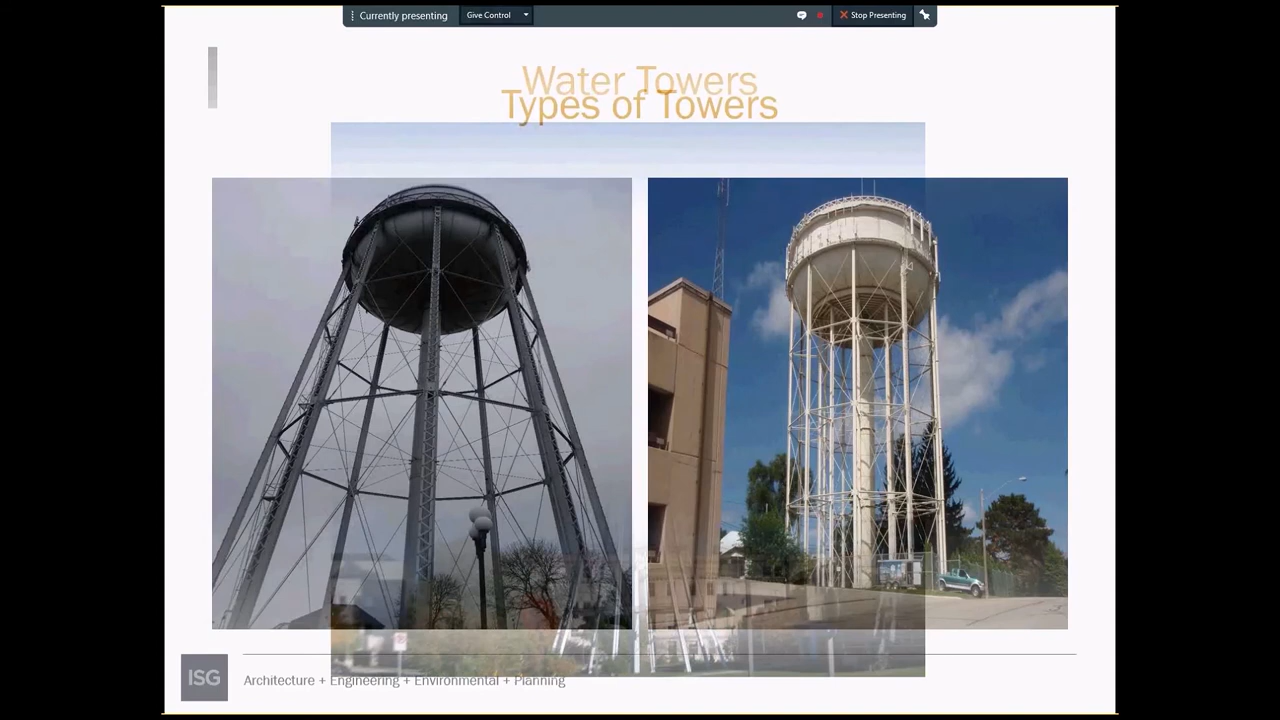 Currently presenting
Give Control
Stop Presenting
Water Towers
Types of Towers
ISG
Architecture + Engineering + Environmental + Planning